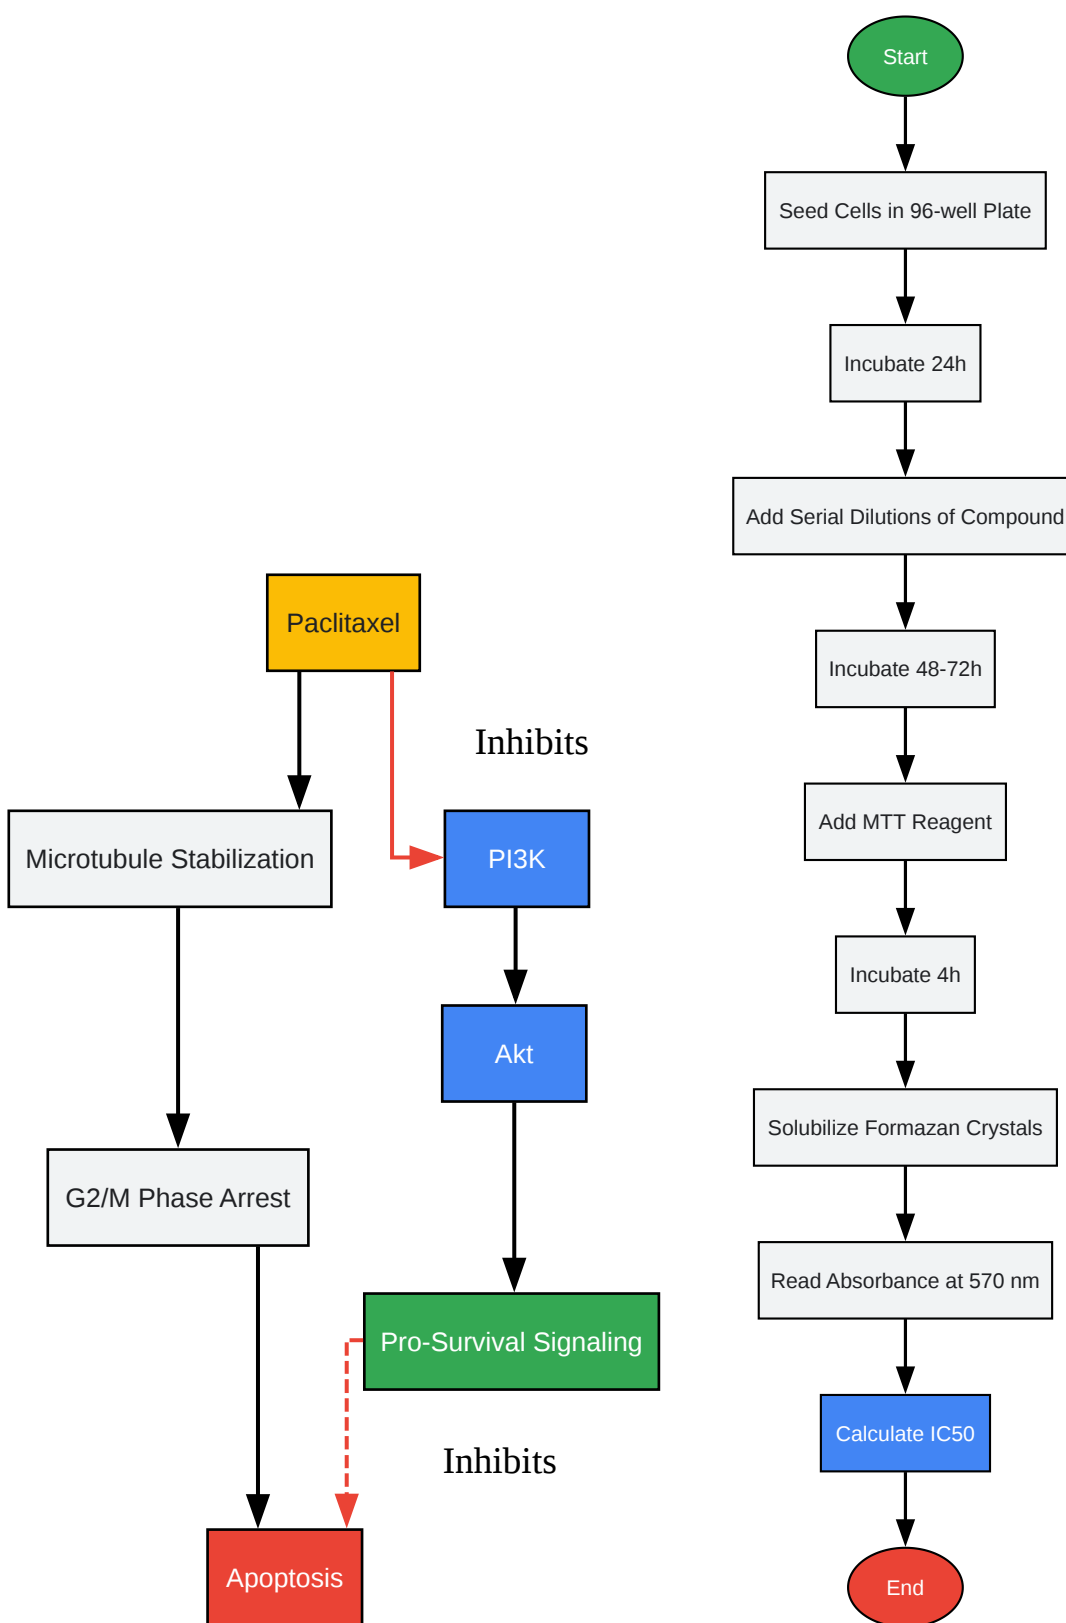 Paclitaxel
Inhibits
Microtubule Stabilization
PI3K
Akt
G2/M Phase Arrest
Pro-Survival Signaling
Inhibits
Apoptosis
Start
Seed Cells in 96-well Plate
Incubate 24h
Add Serial Dilutions of Compound
Incubate 48-72h
Add MTT Reagent
Incubate 4h
Solubilize Formazan Crystals
Read Absorbance at 570 nm
Calculate IC50
End